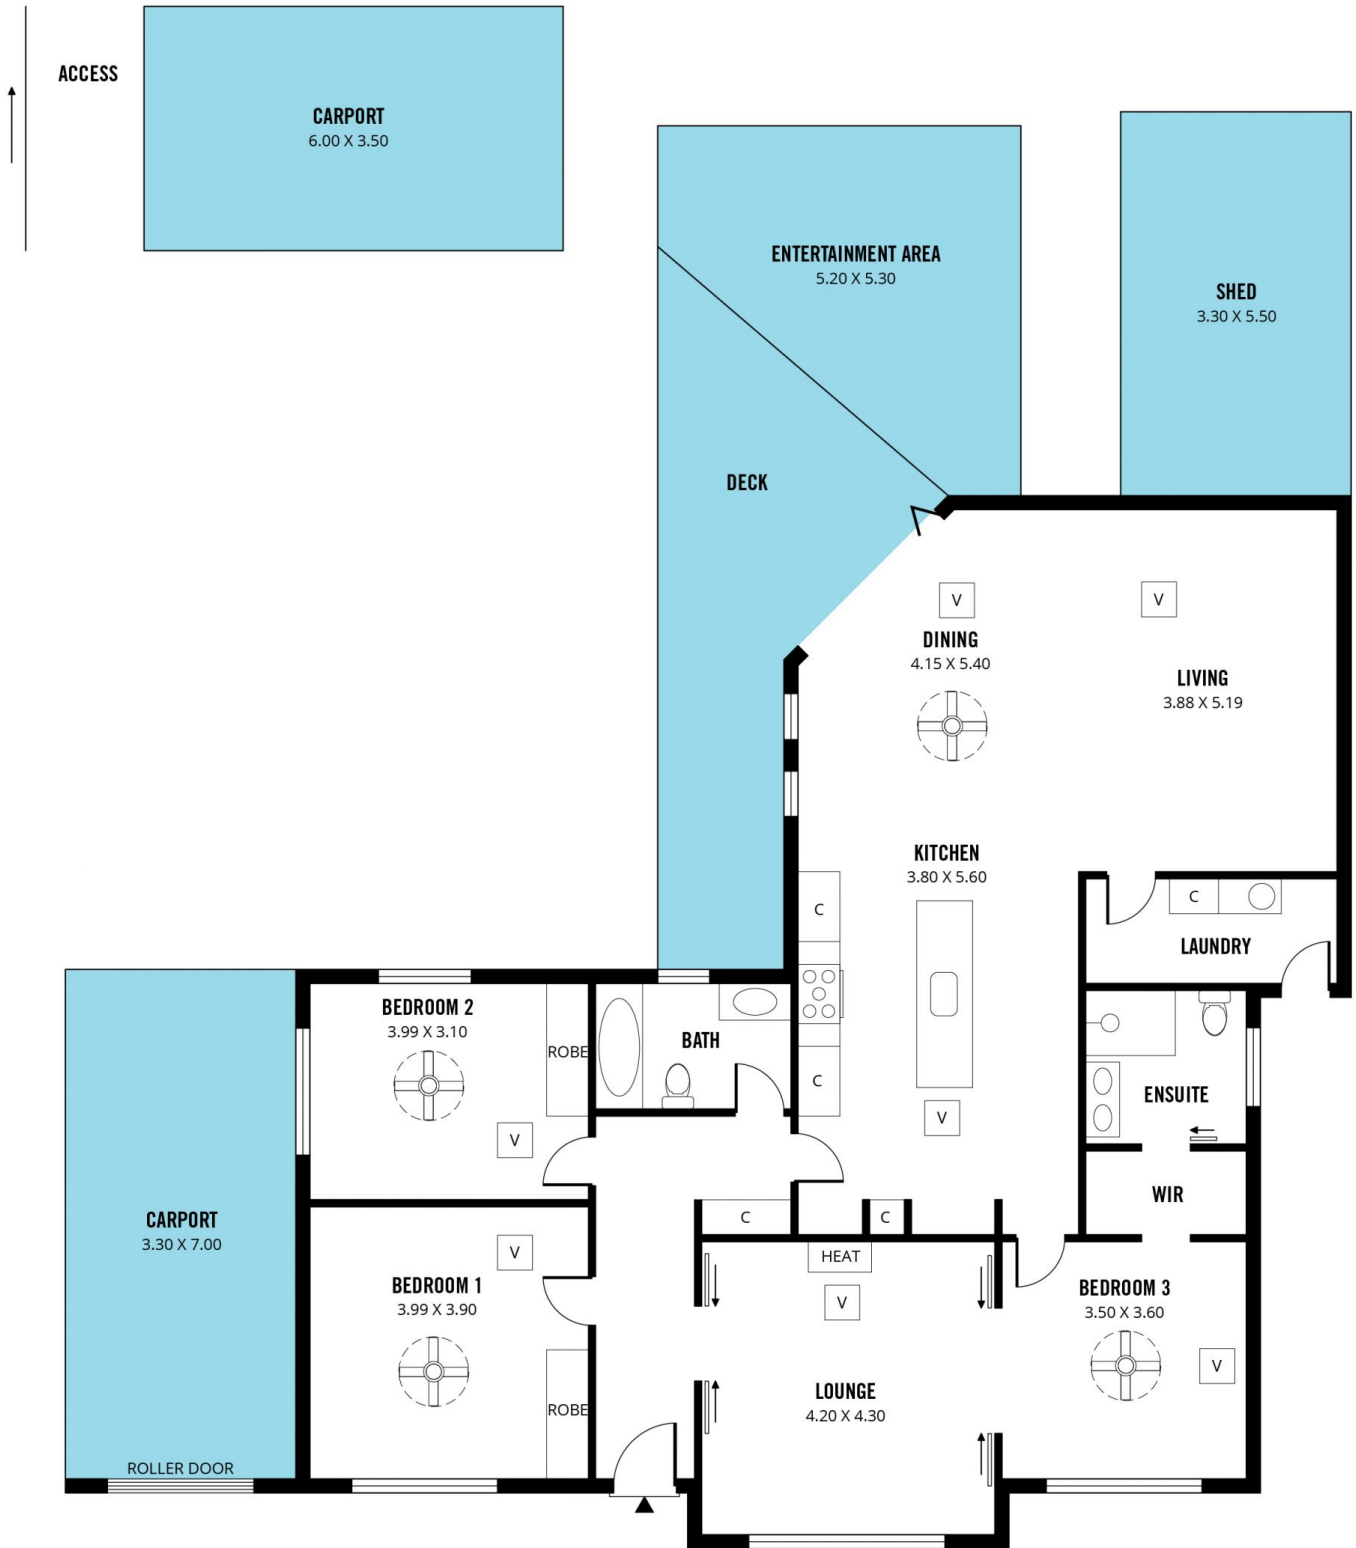 ACCESS
CARPORT
6.00 X 3.50
ENTERTAINMENT AREA
5.20 X 5.30
SHED
3.30 X 5.50
DECK
V
V
DINING
4.15 X 5.40
LIVING
3.88 X 5.19
KITCHEN
3.80 X 5.60
C
C
LAUNDRY
BEDROOM 2
3.99 X 3.10
ROBE
BATH
C
ENSUITE
V
V
WIR
CARPORT
3.30 X 7.00
C
C
V
HEAT
BEDROOM 1
3.99 X 3.90
V
BEDROOM 3
3.50 X 3.60
V
LOUNGE
4.20 X 4.30
ROBE
ROLLER DOOR